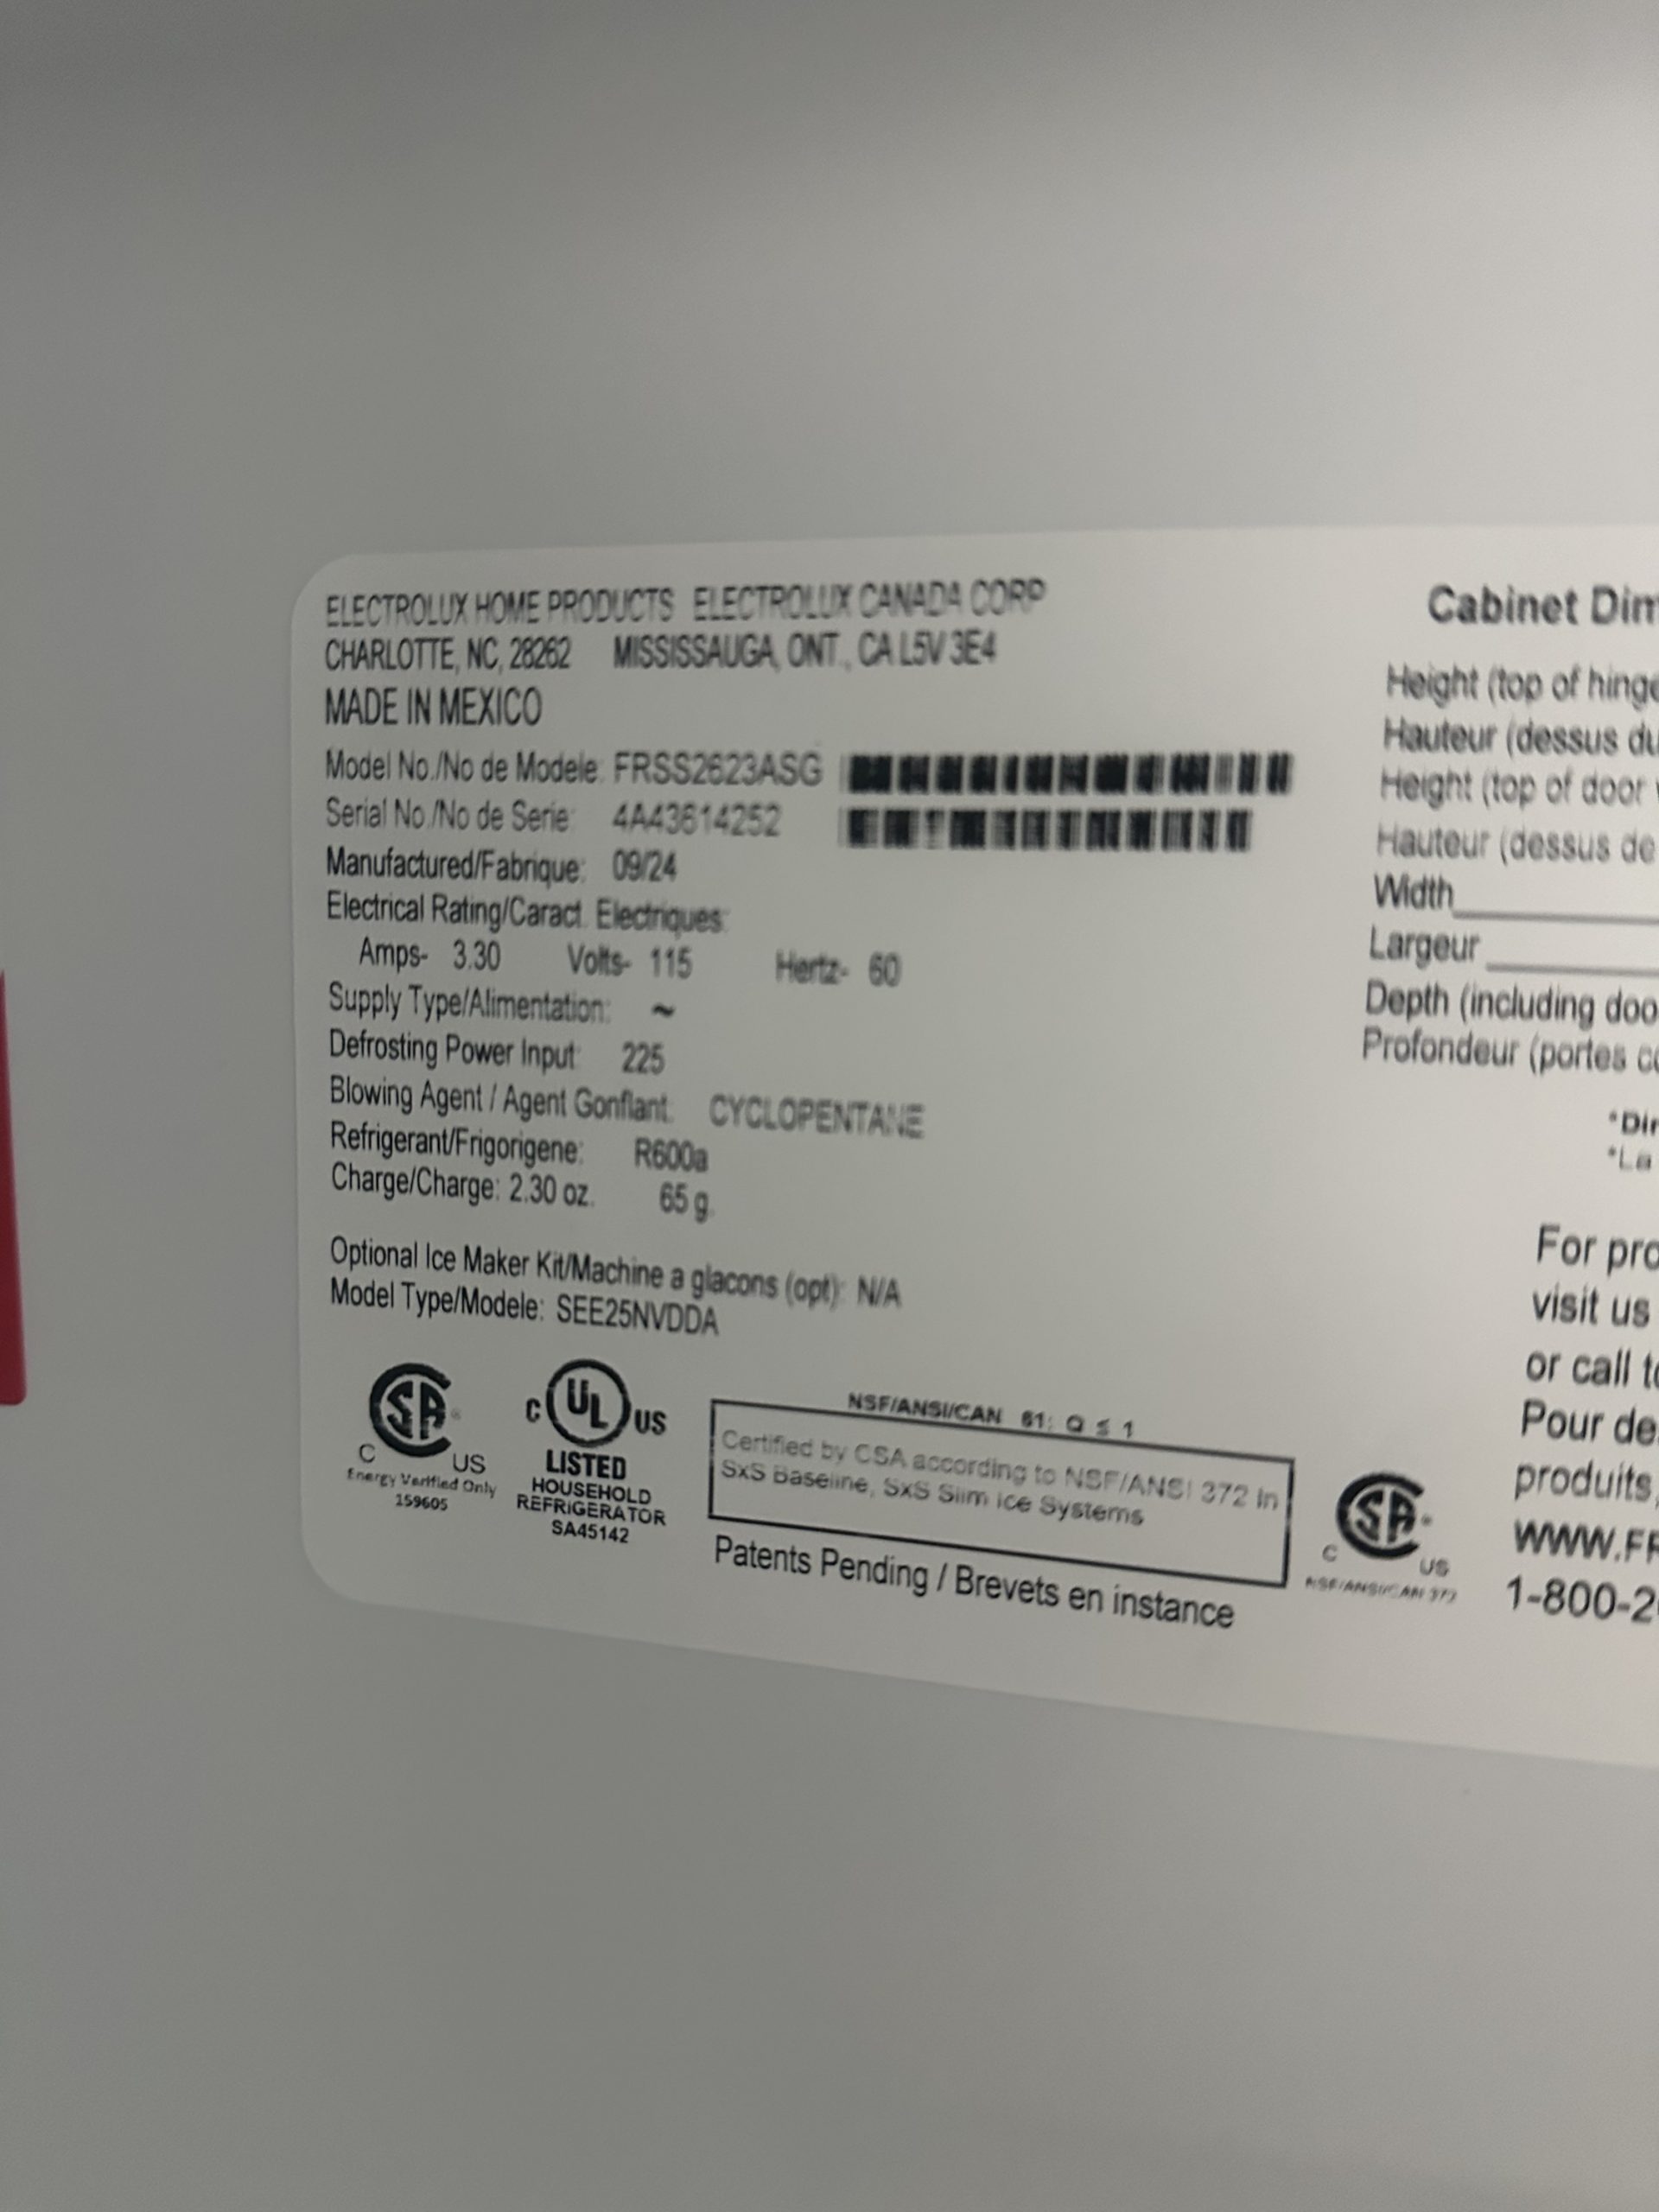 ELECTROLUX HOME PRODUCTS ELECTROLUX CANADA CORP
CHARLOTTE, NC, 28262 MISSISSAUGA, ONT., CA L5V 3E4
MADE IN MEXICO
Model No./No de Modele: FRSS2623ASG
Serial No./No de Serie: 4A43614252
Manufactured/Fabrique: 09/24
Electrical Rating/Caract. Electriques:
Amps- 3.30 Volts- 115 Hertz- 60
Supply Type/Alimentation: ~
Defrosting Power Input: 225
Blowing Agent / Agent Gonflant: CYCLOPENTANE
Refrigerant/Frigorigene: R600a
Charge/Charge: 2.30 oz. 65 g.
Optional Ice Maker Kit/Machine a glacons (opt): N/A
Model Type/Modele: SEE25NVDDA
SA
C US
Energy Verified Only
159605
C UL US
LISTED
HOUSEHOLD
REFRIGERATOR
SA45142
NSF/ANSI/CAN 61: Q ≤ 1
Certified by CSA according to NSF/ANSI 372 in
SxS Baseline, SxS Slim Ice Systems
Patents Pending / Brevets en instance
SA
C US
NSF/ANSI/CAN 372
Cabinet Dim
Height (top of hinge
Hauteur (dessus du
Height (top of door
Hauteur (dessus de
Width
Largeur
Depth (including doo
Profondeur (portes co
*Dim
*La
For pro
visit us
or call to
Pour de
produits,
WWW.FR
1-800-2